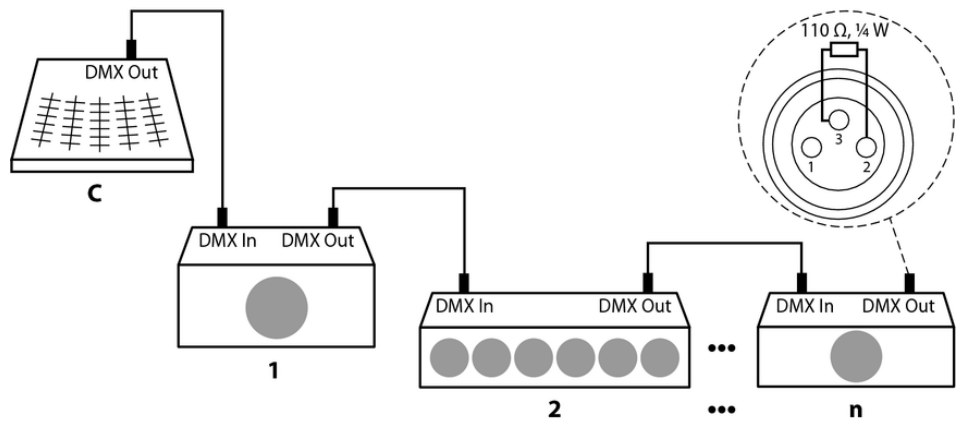 110 Ω, ¼ W
DMX Out
3
1 2
C
DMX In DMX Out
1
DMX In DMX Out
2
•••
•••
DMX In DMX Out
n